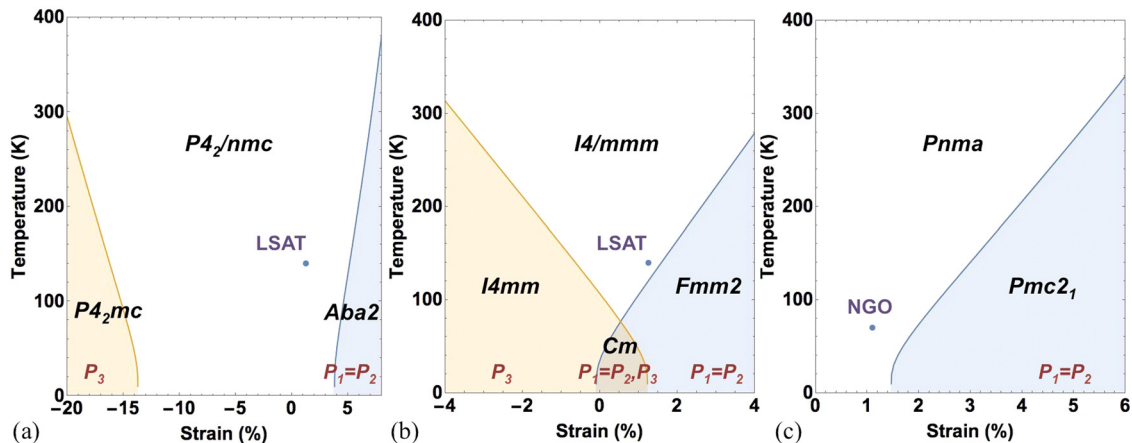 400
300
200
100
0
Temperature (K)
P4₂/nmc
LSAT
P4₂mc
Aba2
P₃
P₁=P₂
−20 −15 −10 −5 0 5
(a)
Strain (%)
400
300
200
100
0
Temperature (K)
I4/mmm
LSAT
I4mm
Fmm2
Cm
P₃
P₁=P₂,P₃
P₁=P₂
−4 −2 0 2 4
(b)
Strain (%)
400
300
200
100
0
Temperature (K)
Pnma
NGO
Pmc2₁
P₁=P₂
0 1 2 3 4 5 6
(c)
Strain (%)